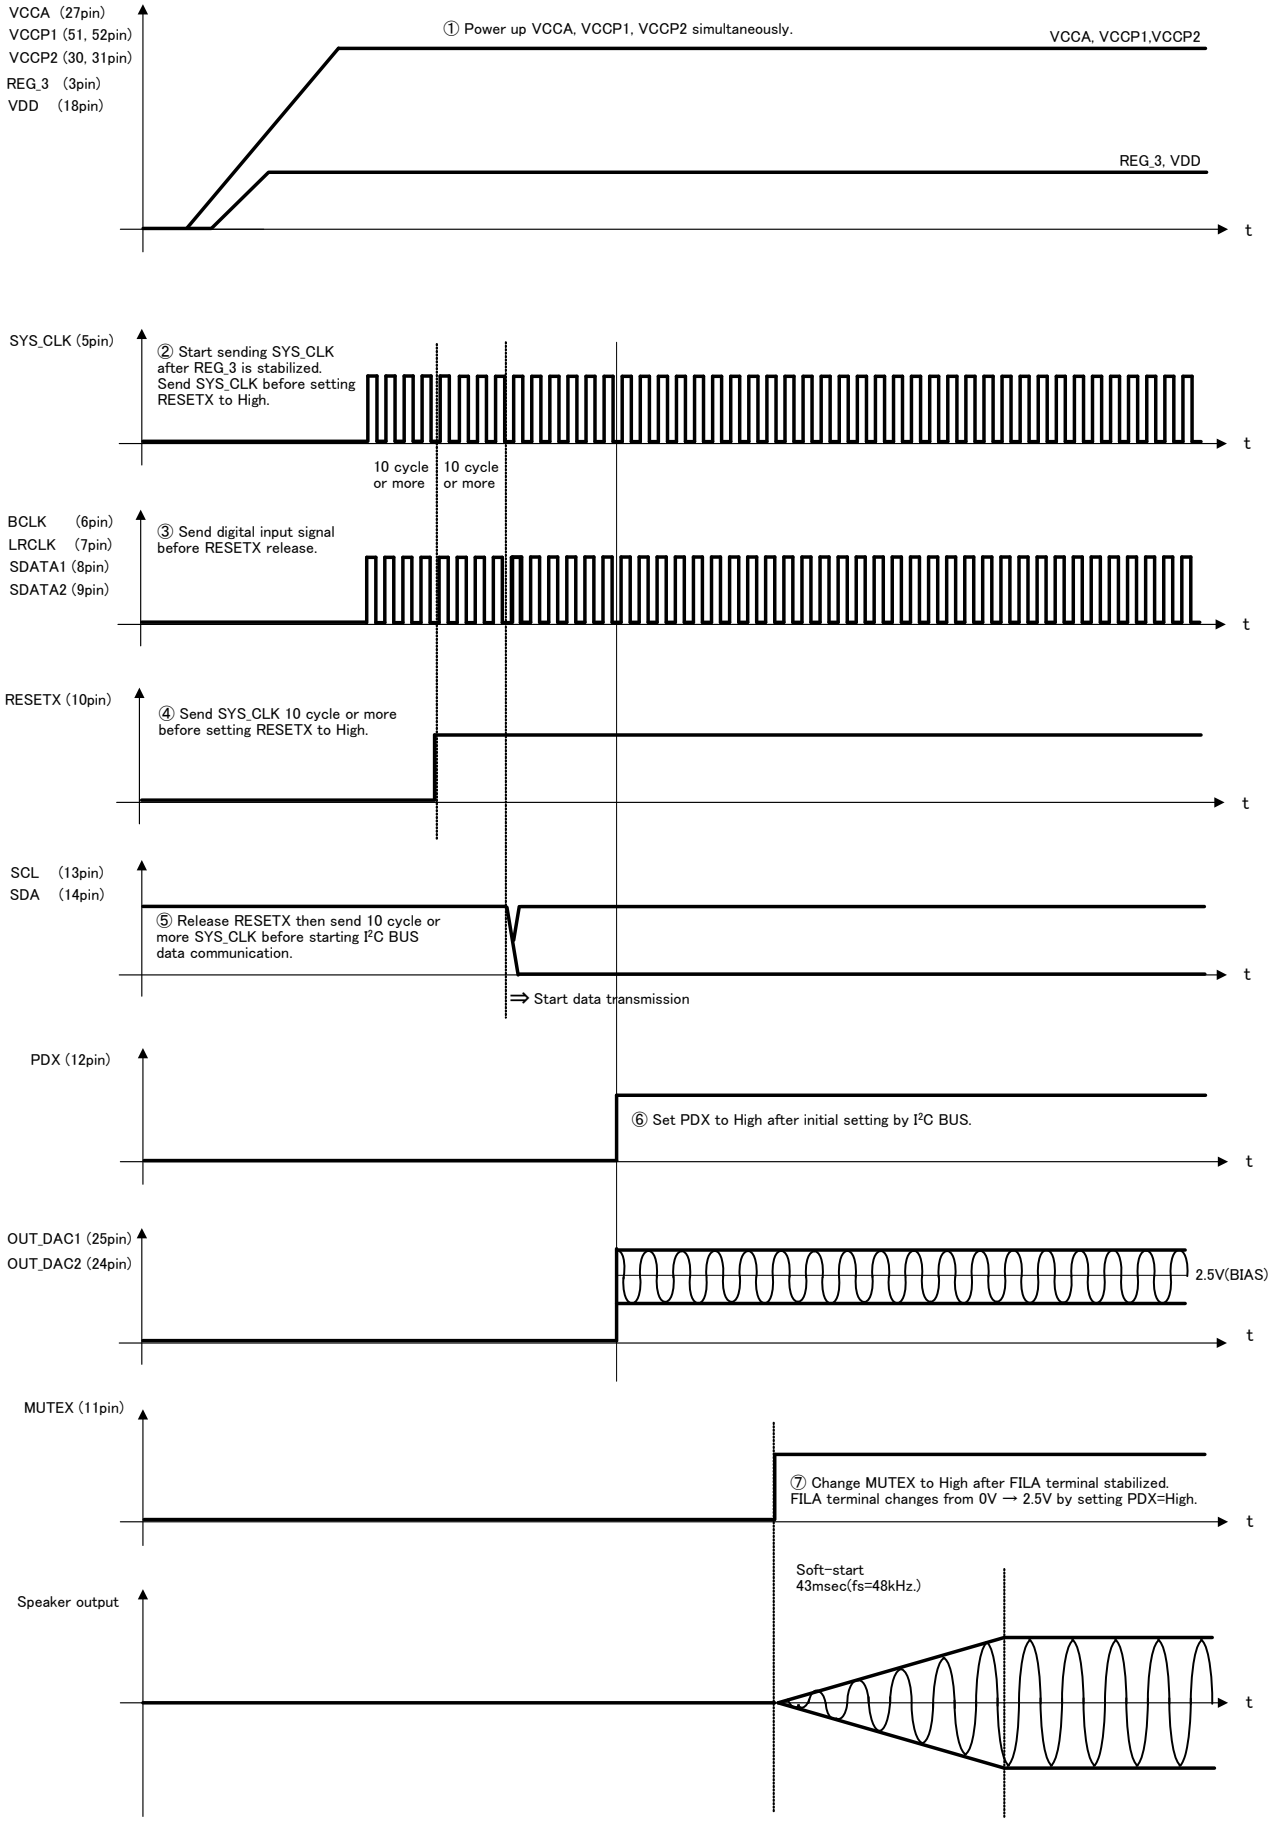 VCCA (27pin)
VCCP1 (51, 52pin)
VCCP2 (30, 31pin)
REG_3 (3pin)
VDD (18pin)
① Power up VCCA, VCCP1, VCCP2 simultaneously.
VCCA, VCCP1,VCCP2
REG_3, VDD
t
SYS_CLK (5pin)
② Start sending SYS_CLK
after REG_3 is stabilized.
Send SYS_CLK before setting
RESETX to High.
t
10 cycle
or more
10 cycle
or more
BCLK (6pin)
LRCLK (7pin)
SDATA1 (8pin)
SDATA2 (9pin)
③ Send digital input signal
before RESETX release.
t
RESETX (10pin)
④ Send SYS_CLK 10 cycle or more
before setting RESETX to High.
t
SCL (13pin)
SDA (14pin)
⑤ Release RESETX then send 10 cycle or
more SYS_CLK before starting I²C BUS
data communication.
t
⇒ Start data transmission
PDX (12pin)
⑥ Set PDX to High after initial setting by I²C BUS.
t
OUT_DAC1 (25pin)
OUT_DAC2 (24pin)
2.5V(BIAS)
t
MUTEX (11pin)
⑦ Change MUTEX to High after FILA terminal stabilized.
FILA terminal changes from 0V → 2.5V by setting PDX=High.
t
Soft-start
43msec(fs=48kHz.)
Speaker output
t